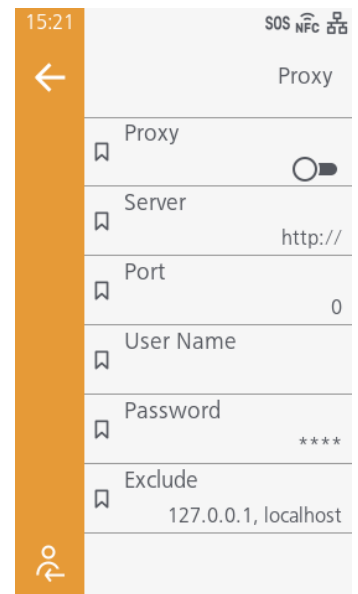 15:21
SOS NFC
Proxy
Proxy
Server
http://
Port
0
User Name
Password
****
Exclude
127.0.0.1, localhost